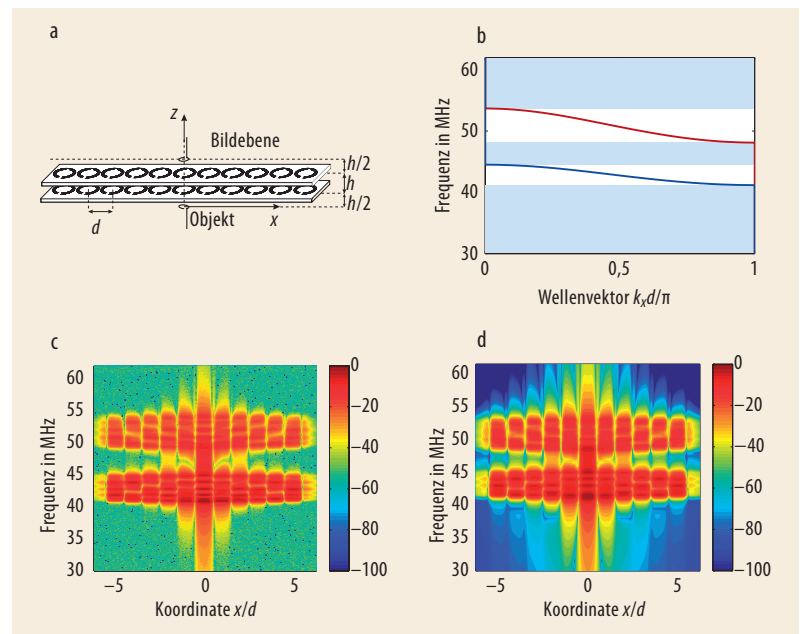 a
z
Bildebene
h/2
h
h/2
d
Objekt
x
b
Frequenz in MHz
60
50
40
30
0
0,5
1
Wellenvektor kₓd/π
c
Frequenz in MHz
60
55
50
45
40
35
30
−5
0
5
Koordinate x/d
0
−20
−40
−60
−80
−100
d
Frequenz in MHz
60
55
50
45
40
35
30
−5
0
5
Koordinate x/d
0
−20
−40
−60
−80
−100